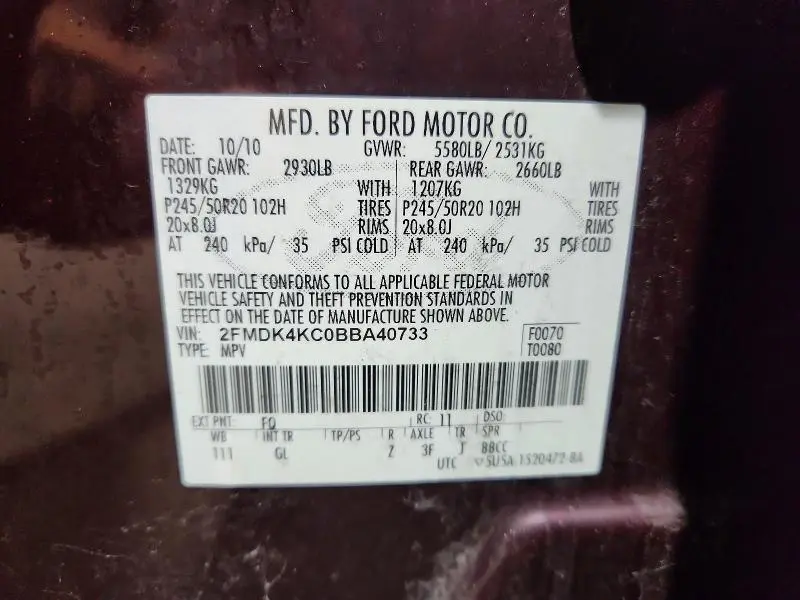 MFD. BY FORD MOTOR CO.
DATE: 10/10 GVWR: 5580LB/ 2531KG
FRONT GAWR: 2930LB REAR GAWR: 2660LB
1329KG WITH 1207KG WITH
P245/50R20 102H TIRES P245/50R20 102H TIRES
20x8.0J RIMS 20x8.0J RIMS
AT 240 kPa/ 35 PSI COLD AT 240 kPa/ 35 PSI COLD
THIS VEHICLE CONFORMS TO ALL APPLICABLE FEDERAL MOTOR
VEHICLE SAFETY AND THEFT PREVENTION STANDARDS IN
EFFECT ON THE DATE OF MANUFACTURE SHOWN ABOVE.
VIN: 2FMDK4KC0BBA40733 F0070
TYPE: MPV T0080
EXT PNT: FQ RC: 11 DSO:
WB INT TR TP/PS R AXLE TR SPR
111 GL 2 3F J BBCC
UTC